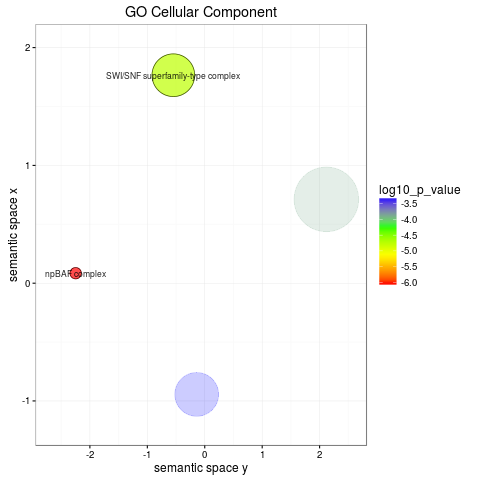 GO Cellular Component
2
SWI/SNF superfamily-type complex
1
npBAF complex
0
-1
-2
-1
0
1
2
semantic space y
semantic space x
log10_p_value
-3.5
-4.0
-4.5
-5.0
-5.5
-6.0